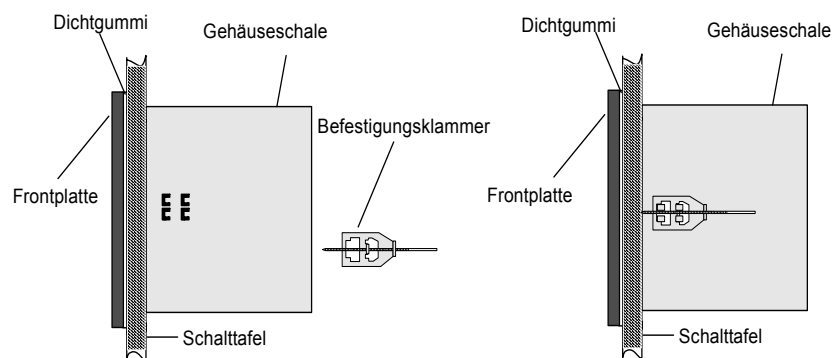 Dichtgummi
Gehäuseschale
Befestigungsklammer
Frontplatte
Schalttafel
Dichtgummi
Gehäuseschale
Frontplatte
Schalttafel